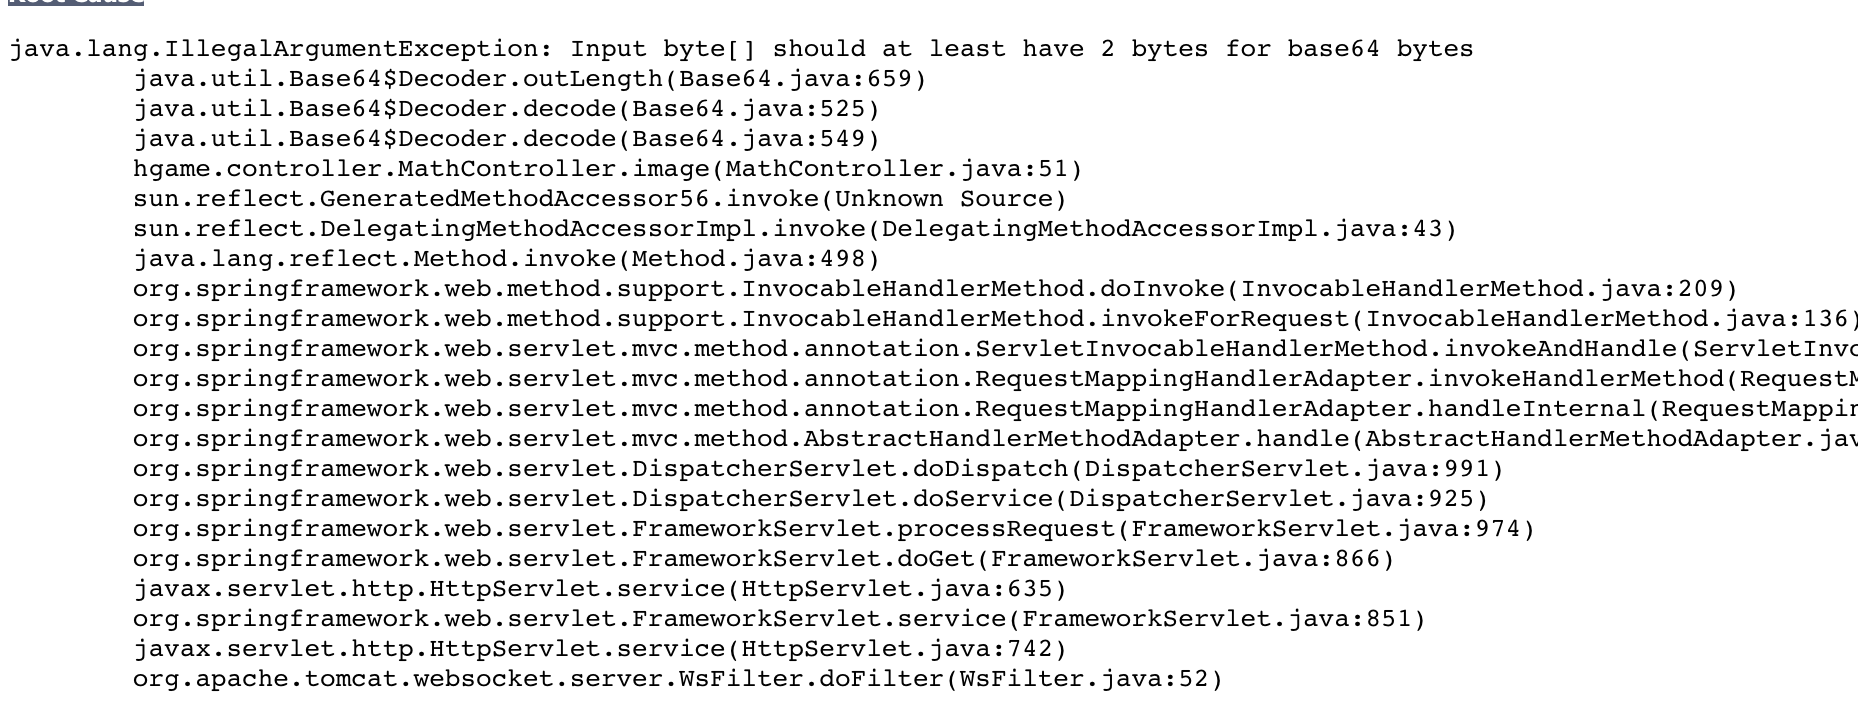 Root Cause
java.lang.IllegalArgumentException: Input byte[] should at least have 2 bytes for base64 bytes
java.util.Base64$Decoder.outLength(Base64.java:659)
java.util.Base64$Decoder.decode(Base64.java:525)
java.util.Base64$Decoder.decode(Base64.java:549)
hgame.controller.MathController.image(MathController.java:51)
sun.reflect.GeneratedMethodAccessor56.invoke(Unknown Source)
sun.reflect.DelegatingMethodAccessorImpl.invoke(DelegatingMethodAccessorImpl.java:43)
java.lang.reflect.Method.invoke(Method.java:498)
org.springframework.web.method.support.InvocableHandlerMethod.doInvoke(InvocableHandlerMethod.java:209)
org.springframework.web.method.support.InvocableHandlerMethod.invokeForRequest(InvocableHandlerMethod.java:136)
org.springframework.web.servlet.mvc.method.annotation.ServletInvocableHandlerMethod.invokeAndHandle(ServletInvo
org.springframework.web.servlet.mvc.method.annotation.RequestMappingHandlerAdapter.invokeHandlerMethod(RequestM
org.springframework.web.servlet.mvc.method.annotation.RequestMappingHandlerAdapter.handleInternal(RequestMappin
org.springframework.web.servlet.mvc.method.AbstractHandlerMethodAdapter.handle(AbstractHandlerMethodAdapter.jav
org.springframework.web.servlet.DispatcherServlet.doDispatch(DispatcherServlet.java:991)
org.springframework.web.servlet.DispatcherServlet.doService(DispatcherServlet.java:925)
org.springframework.web.servlet.FrameworkServlet.processRequest(FrameworkServlet.java:974)
org.springframework.web.servlet.FrameworkServlet.doGet(FrameworkServlet.java:866)
javax.servlet.http.HttpServlet.service(HttpServlet.java:635)
org.springframework.web.servlet.FrameworkServlet.service(FrameworkServlet.java:851)
javax.servlet.http.HttpServlet.service(HttpServlet.java:742)
org.apache.tomcat.websocket.server.WsFilter.doFilter(WsFilter.java:52)